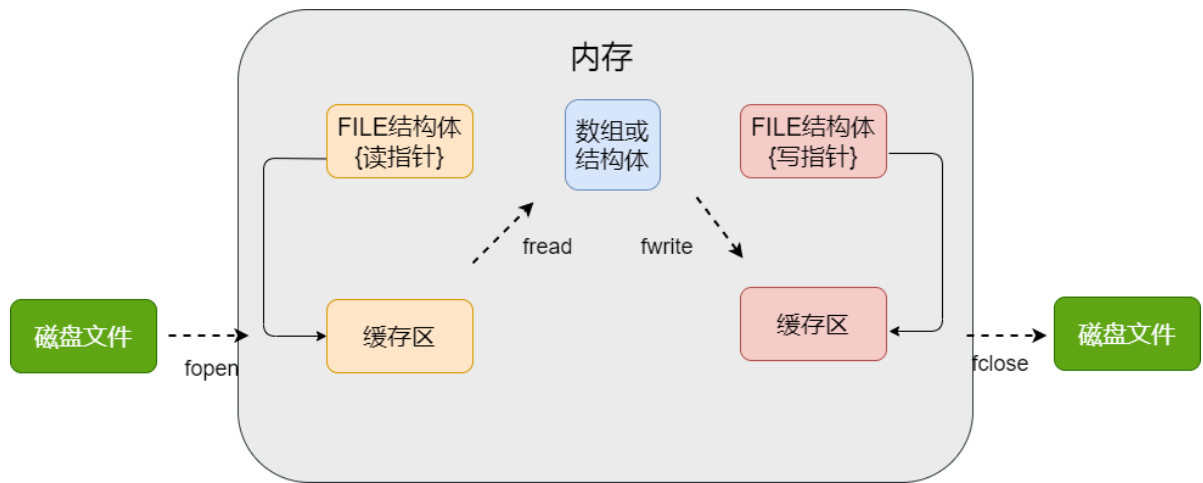 内存
FILE结构体
{读指针}
数组或
结构体
FILE结构体
{写指针}
fread
fwrite
磁盘文件
fopen
缓存区
缓存区
fclose
磁盘文件